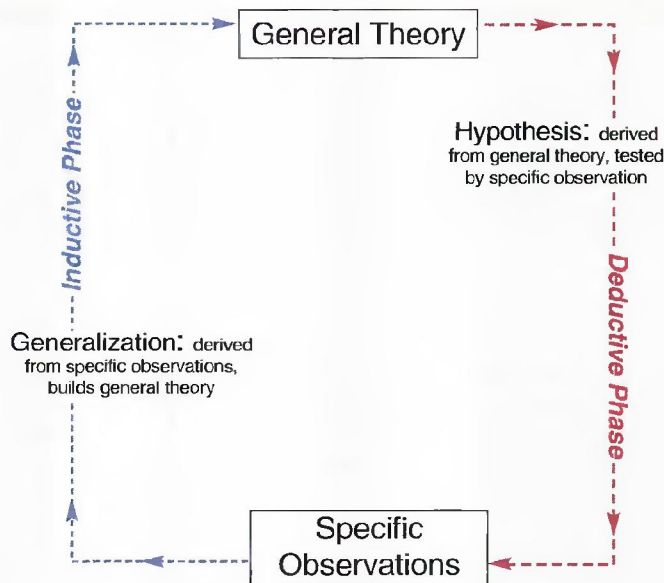 General Theory
Inductive Phase
Hypothesis: derived
from general theory, tested
by specific observation
Generalization: derived
from specific observations,
builds general theory
Deductive Phase
Specific
Observations